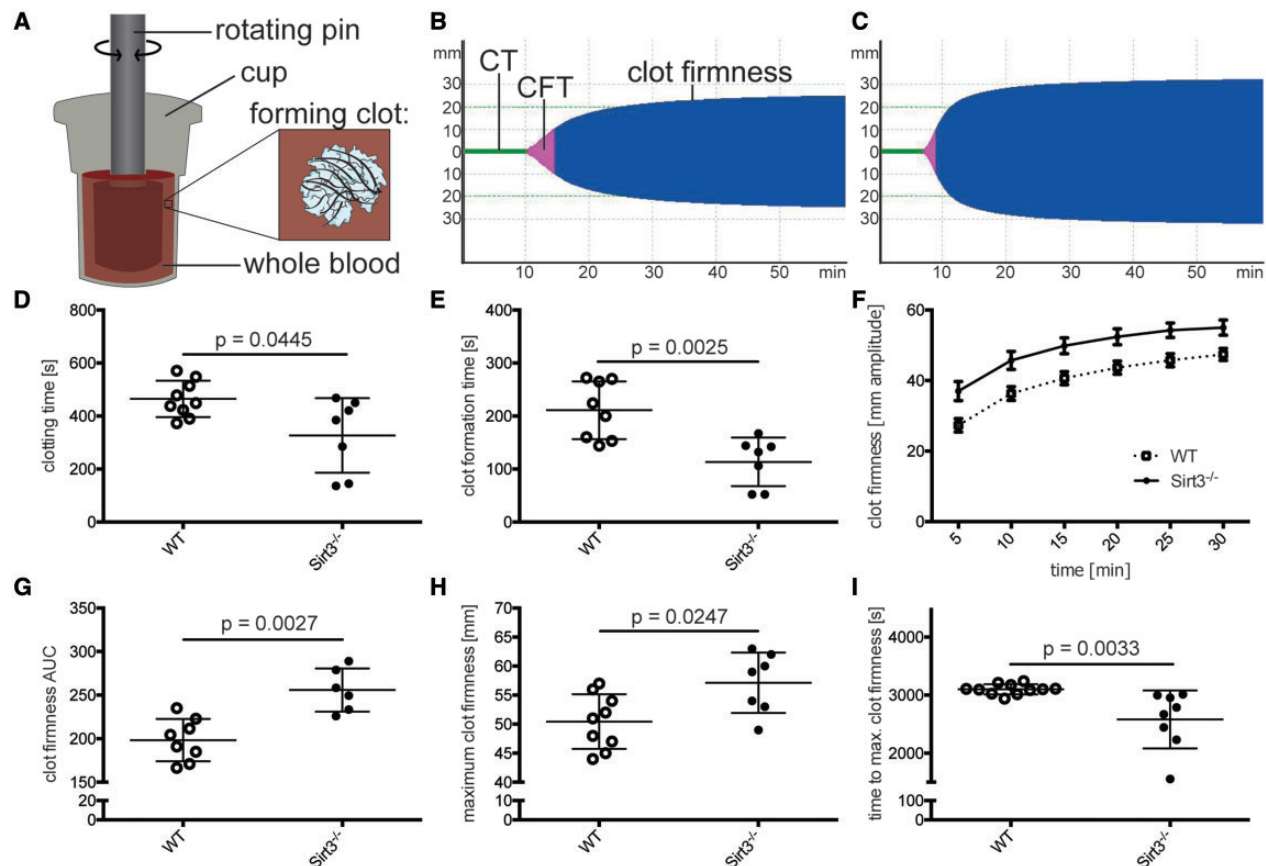 A
rotating pin
cup
forming clot:
whole blood
B
mm
30
20
10
0
10
20
30
CT
CFT
clot firmness
10 20 30 40 50 min
C
mm
30
20
10
0
10
20
30
10 20 30 40 50 min
D
clotting time [s]
800
600
400
200
0
p = 0.0445
WT
Sirt3-/-
E
clot formation time [s]
400
300
200
100
0
p = 0.0025
WT
Sirt3-/-
F
clot firmness [mm amplitude]
60
40
20
0
WT
Sirt3-/-
5 10 15 20 25 30
time [min]
G
clot firmness AUC
350
300
250
200
150
20
0
p = 0.0027
WT
Sirt3-/-
H
maximum clot firmness [mm]
70
65
60
55
50
45
40
10
0
p = 0.0247
WT
Sirt3-/-
I
time to max. clot firmness [s]
4000
3000
2000
100
0
p = 0.0033
WT
Sirt3-/-